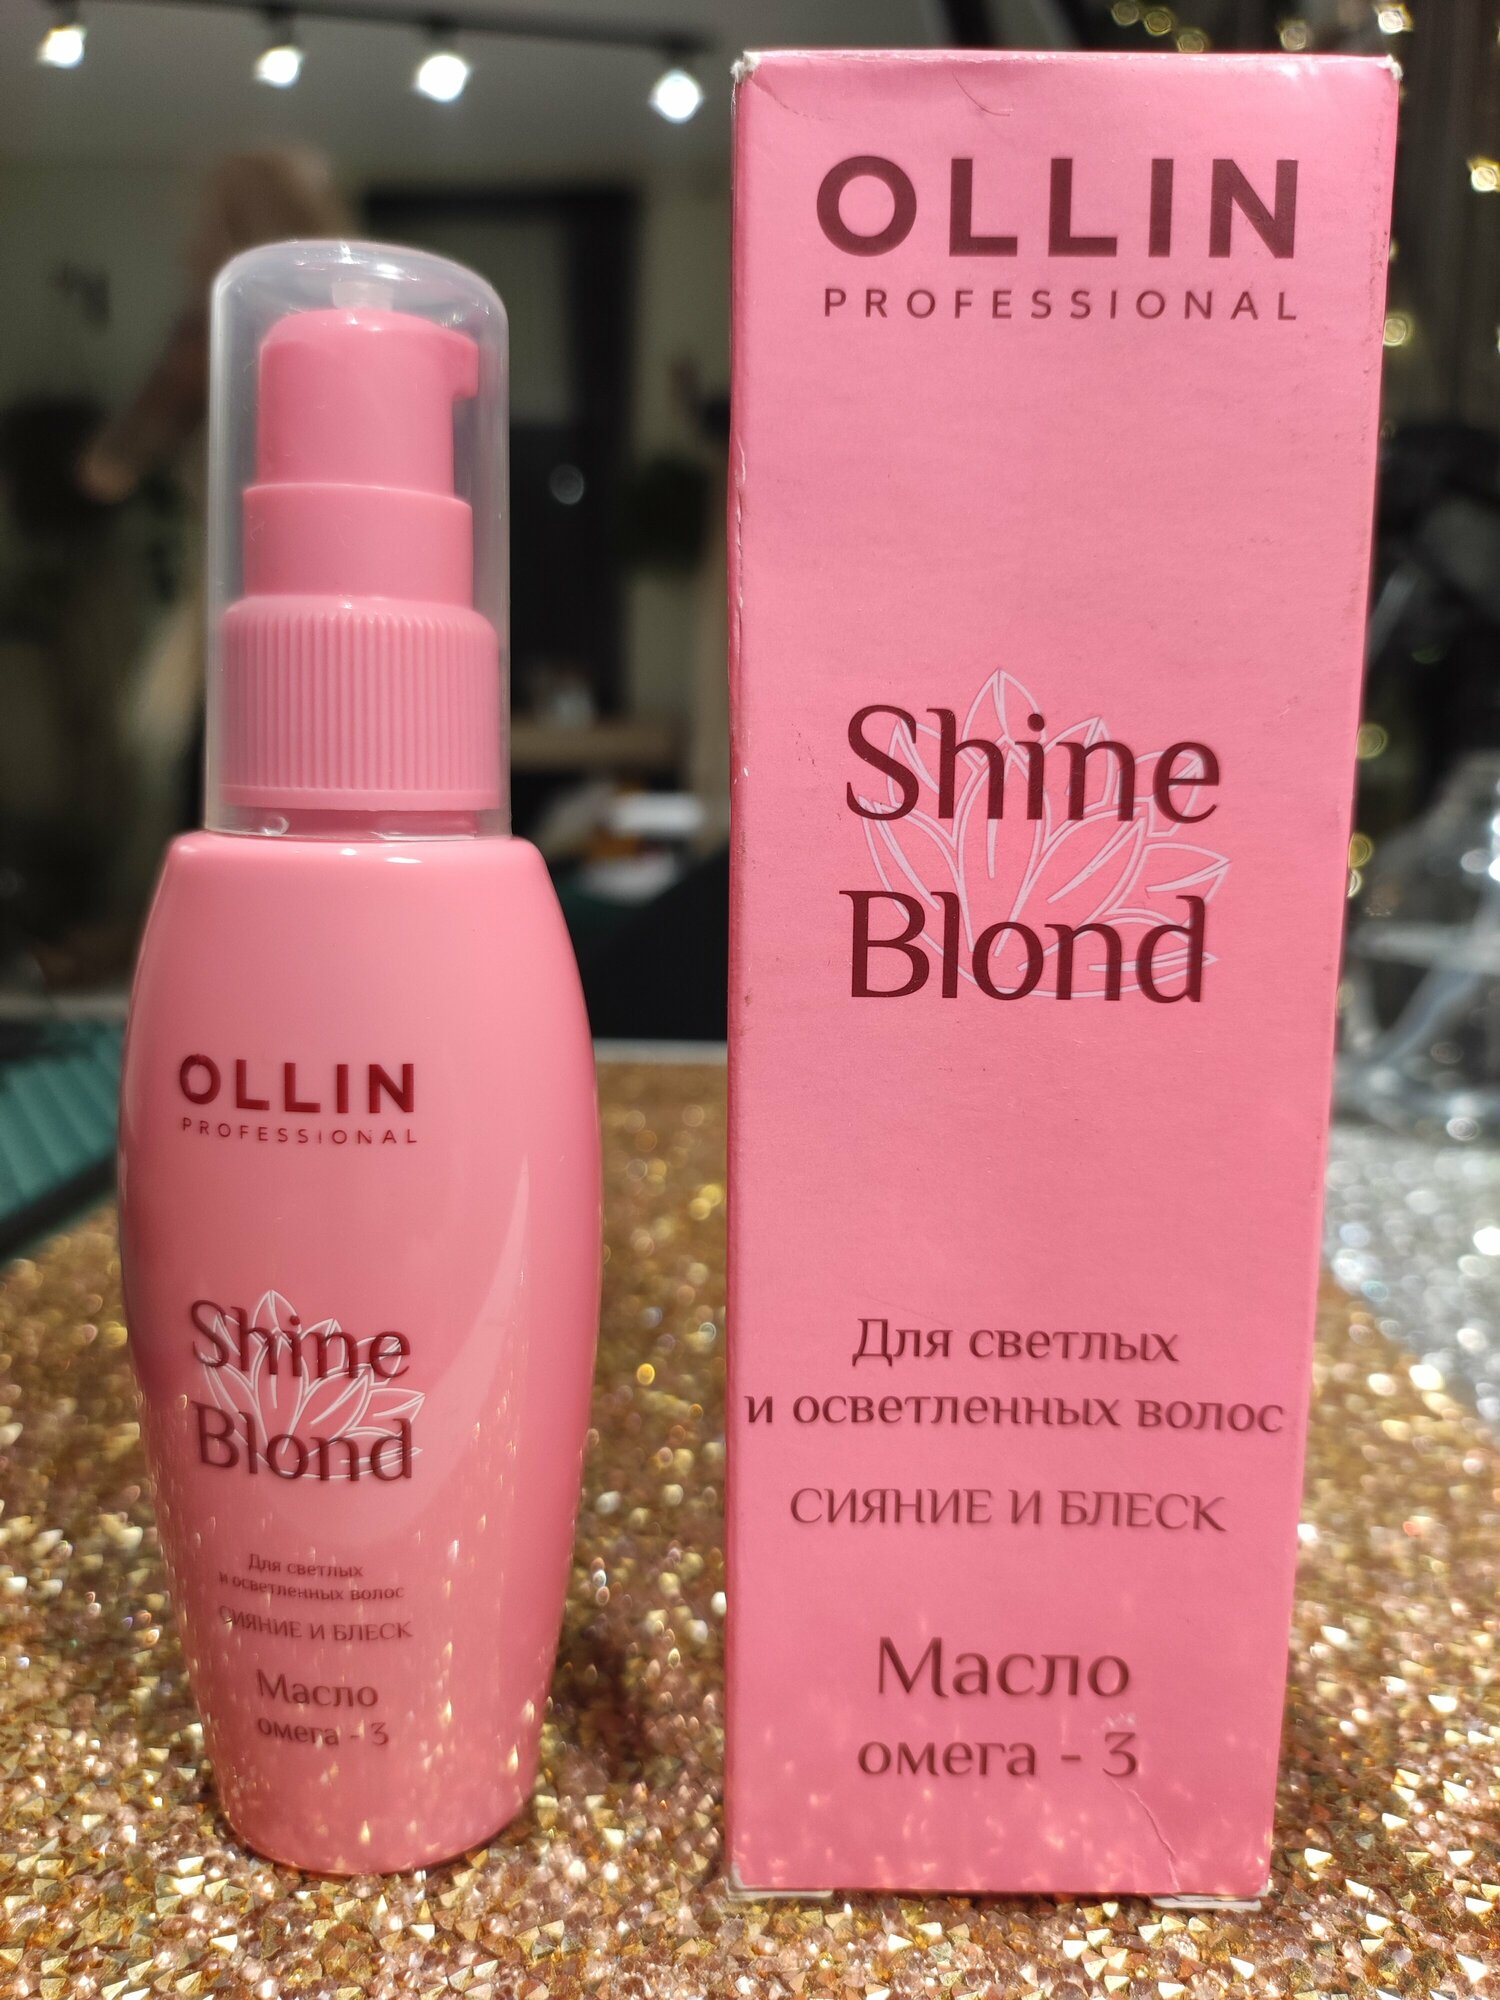 OLLIN
PROFESSIONAL
Shine
Blond
Для светлых
и осветленных волос
СИЯНИЕ И БЛЕСК
Масло
омега - 3
OLLIN
PROFESSIONAL
Shine
Blond
Для светлых
и осветленных волос
СИЯНИЕ И БЛЕСК
Масло
омега - 3